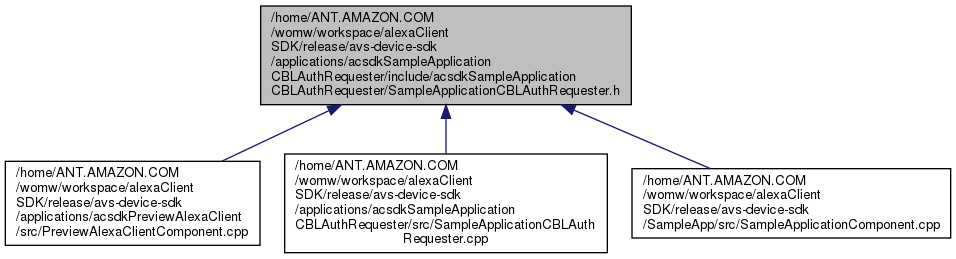 /home/ANT.AMAZON.COM
/womw/workspace/alexaClient
SDK/release/avs-device-sdk
/applications/acsdkSampleApplication
CBLAuthRequester/include/acsdkSampleApplication
CBLAuthRequester/SampleApplicationCBLAuthRequester.h
/home/ANT.AMAZON.COM
/womw/workspace/alexaClient
SDK/release/avs-device-sdk
/applications/acsdkPreviewAlexaClient
/src/PreviewAlexaClientComponent.cpp
/home/ANT.AMAZON.COM
/womw/workspace/alexaClient
SDK/release/avs-device-sdk
/applications/acsdkSampleApplication
CBLAuthRequester/src/SampleApplicationCBLAuth
Requester.cpp
/home/ANT.AMAZON.COM
/womw/workspace/alexaClient
SDK/release/avs-device-sdk
/SampleApp/src/SampleApplicationComponent.cpp